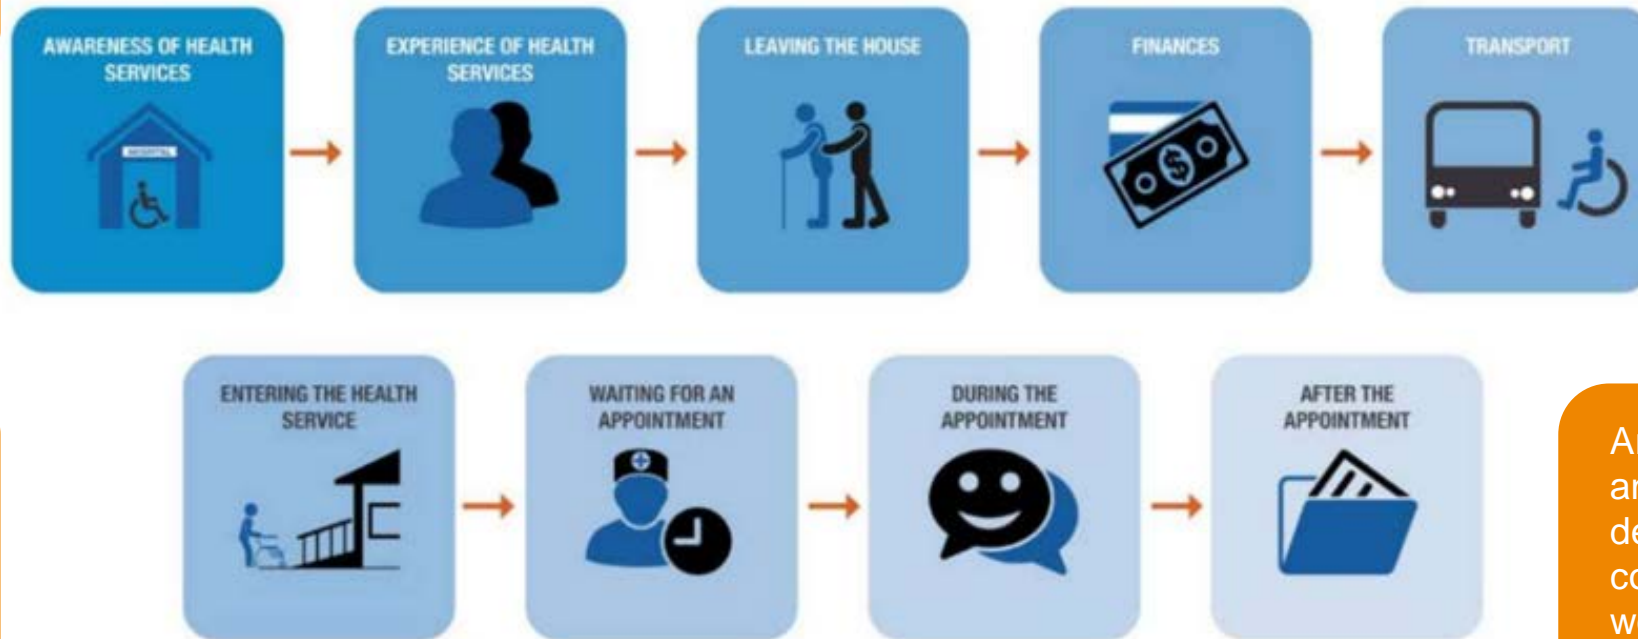 AWARENESS OF HEALTH
SERVICES
EXPERIENCE OF HEALTH
SERVICES
LEAVING THE HOUSE
FINANCES
TRANSPORT
HOSPITAL
$
ENTERING THE HEALTH
SERVICE
WAITING FOR AN
APPOINTMENT
DURING THE
APPOINTMENT
AFTER THE
APPOINTMENT